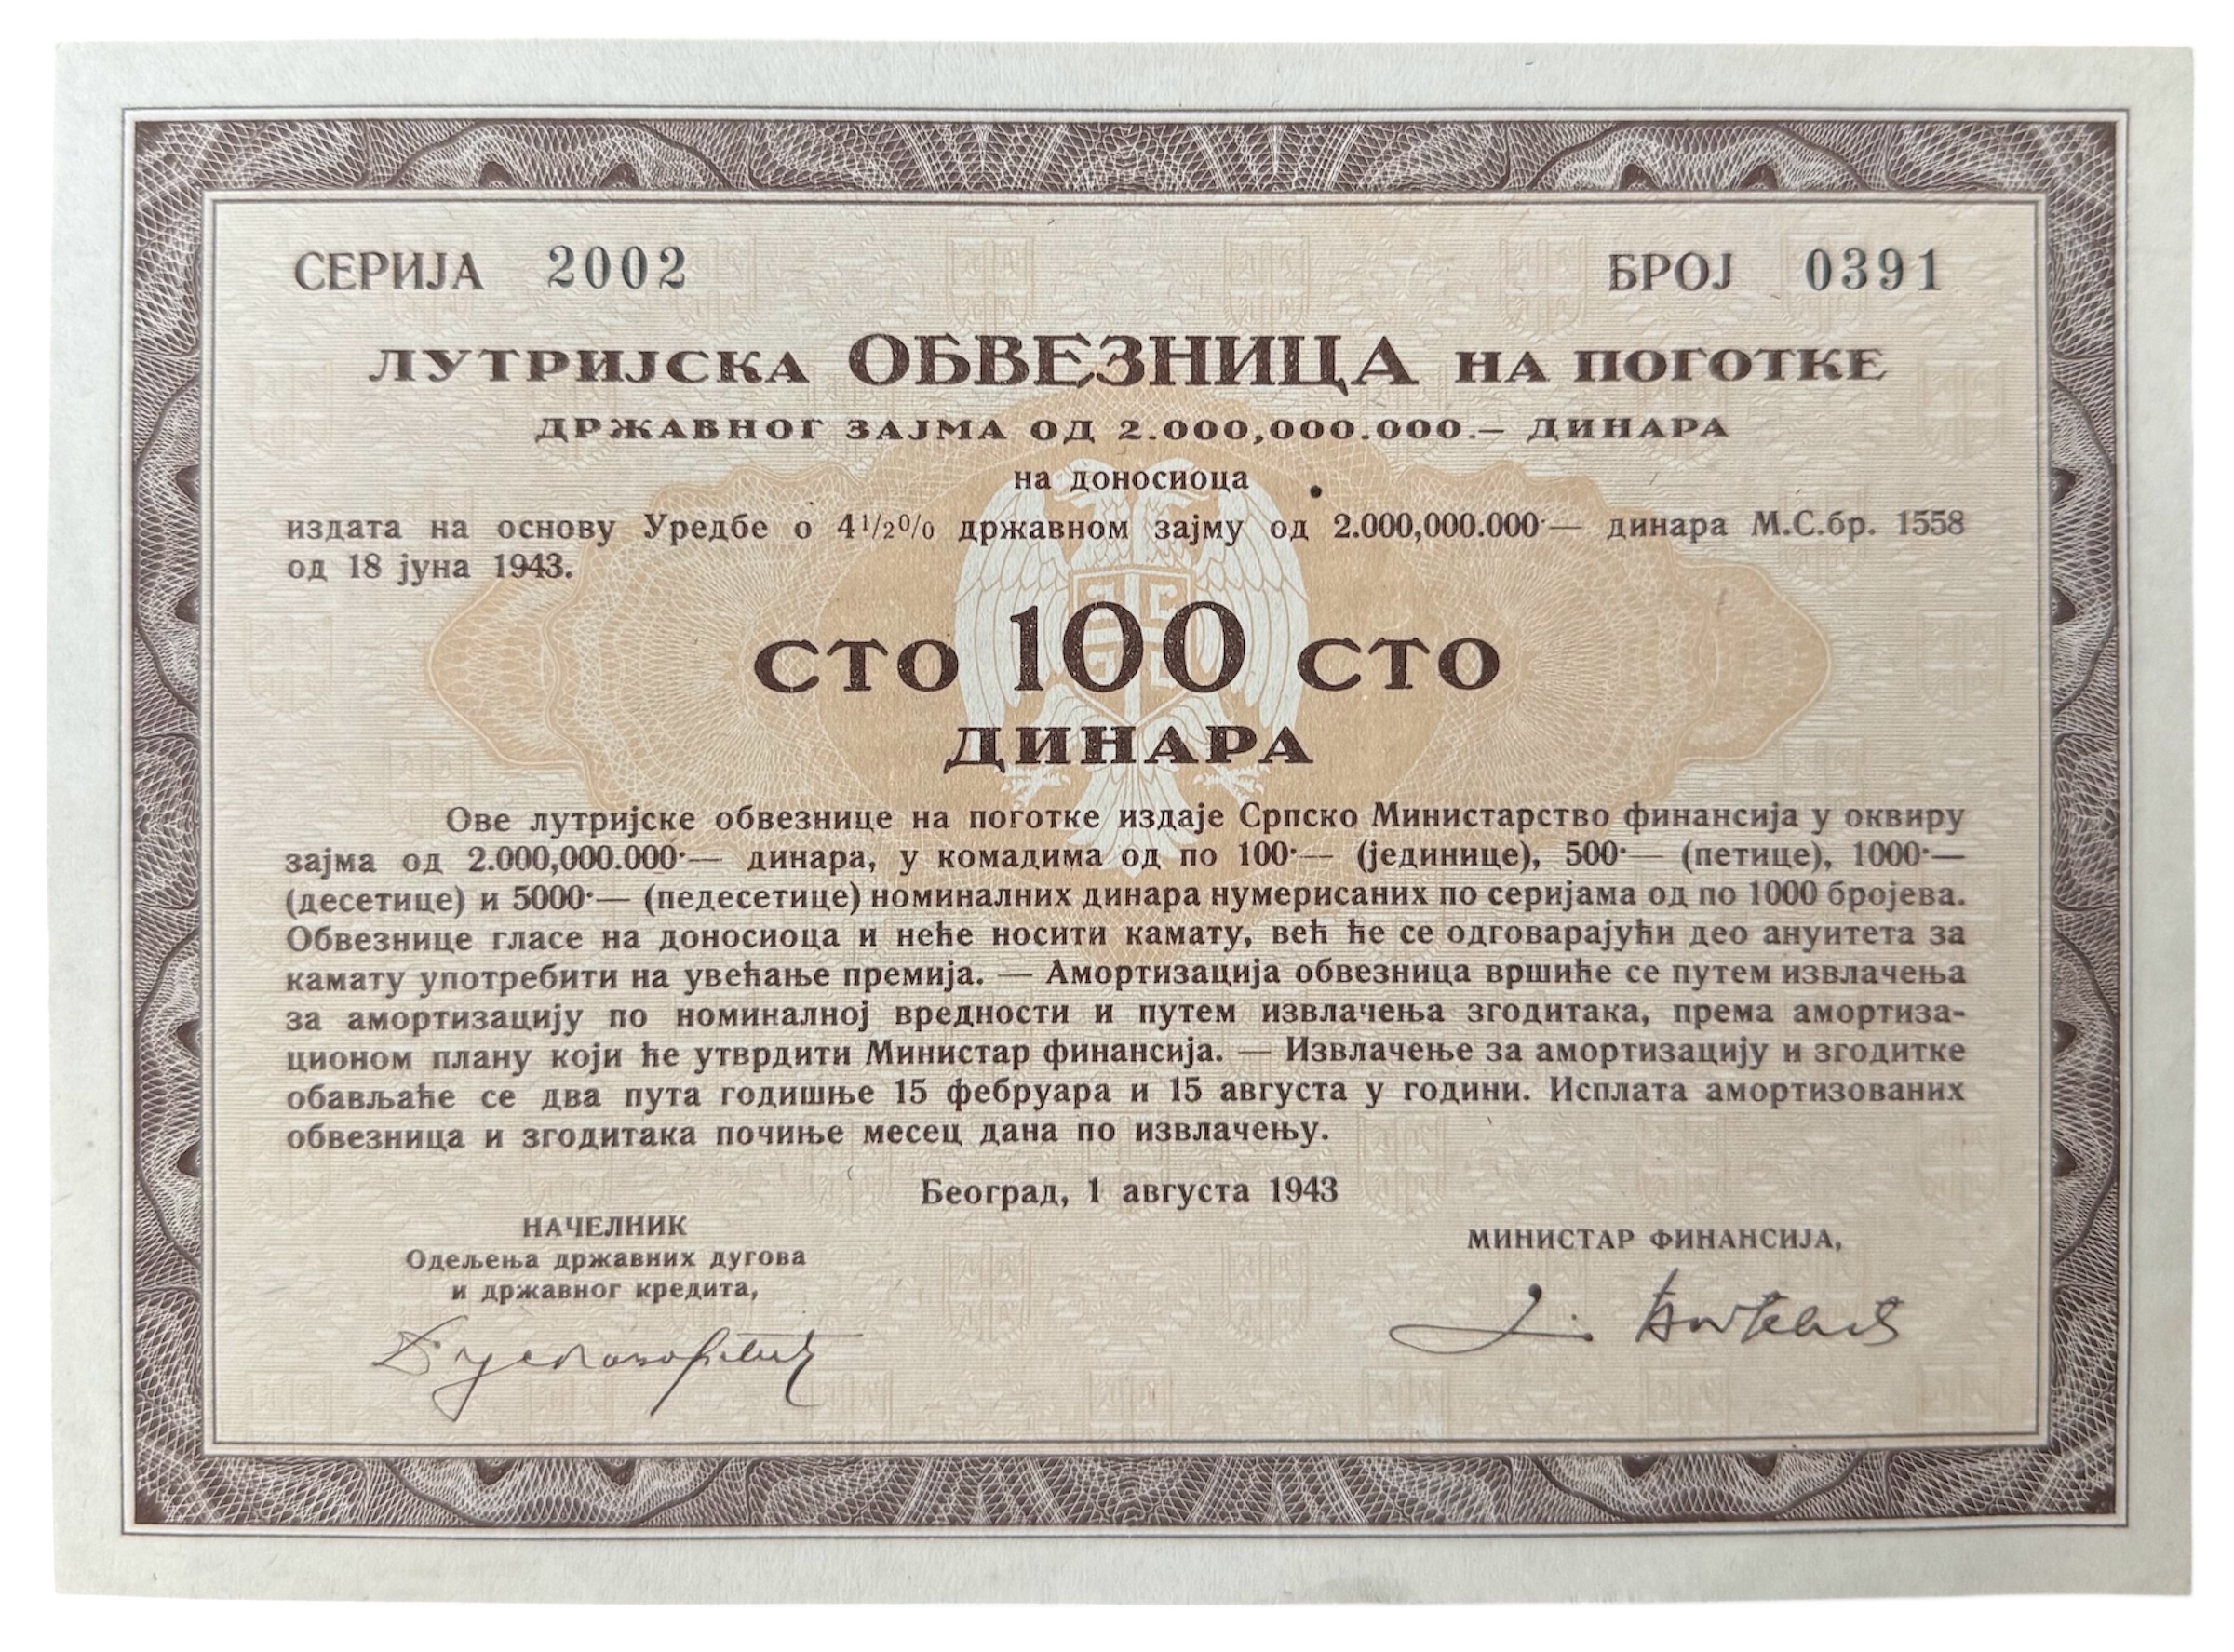 СЕРИЈА 2002 БРОЈ 0391
ЛУТРИЈСКА ОБВЕЗНИЦА НА ПОГОТКЕ
ДРЖАВНОГ ЗАЈМА ОД 2.000,000.000.— ДИНАРА
на доносиоца
издата на основу Уредбе о 4½% државном зајму од 2.000,000.000·— динара М.С.бр. 1558
од 18 јуна 1943.
СТО 100 СТО
ДИНАРА
Ове лутријске обвезнице на поготке издаје Српско Министарство финансија у оквиру
зајма од 2.000,000.000·— динара, у комадима од по 100·— (јединице), 500·— (петице), 1000·—
(десетице) и 5000·— (педесетице) номиналних динара нумерисаних по серијама од по 1000 бројева.
Обвезнице гласе на доносиоца и неће носити камату, већ ће се одговарајући део ануитета за
камату употребити на увећање премија. — Амортизација обвезница вршиће се путем извлачења
за амортизацију по номиналној вредности и путем извлачења згодитака, према амортиза-
ционом плану који ће утврдити Министар финансија. — Извлачење за амортизацију и згодитке
обављаће се два пута годишње 15 фебруара и 15 августа у години. Исплата амортизованих
обвезница и згодитака почиње месец дана по извлачењу.
Београд, 1 августа 1943
НАЧЕЛНИК
Одељења државних дугова
и државног кредита,
МИНИСТАР ФИНАНСИЈА,